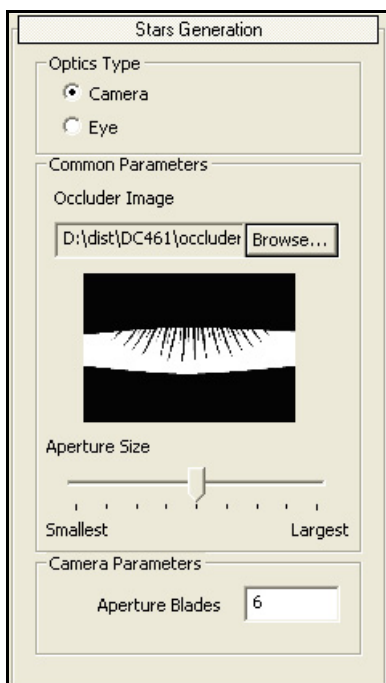 Stars Generation
Optics Type
Camera
Eye
Common Parameters
Occluder Image
D:\dist\DC461\occluder Browse...
Aperture Size
Smallest Largest
Camera Parameters
Aperture Blades 6